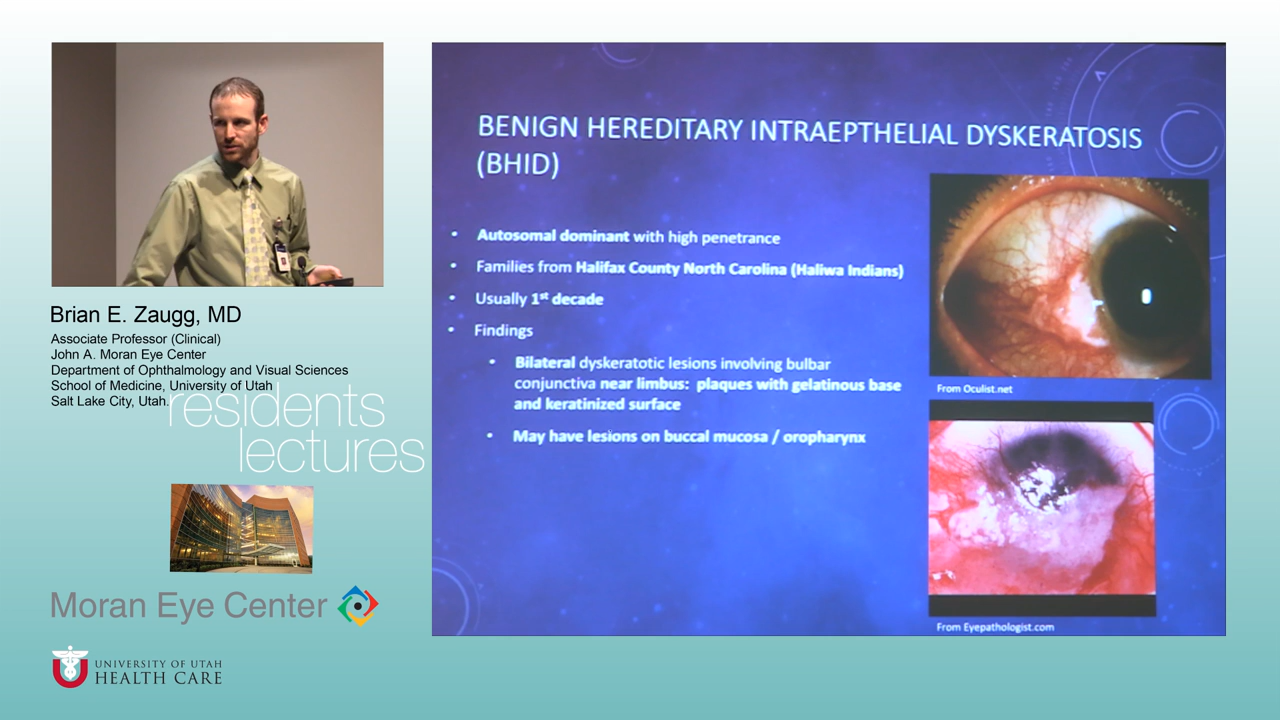 Brian E. Zaugg, MD
Associate Professor (Clinical)
John A. Moran Eye Center
Department of Ophthalmology and Visual Sciences
School of Medicine, University of Utah
Salt Lake City, Utah.
residents
lectures
Moran Eye Center
UNIVERSITY OF UTAH
HEALTH CARE
BENIGN HEREDITARY INTRAEPTHELIAL DYSKERATOSIS
(BHID)
• Autosomal dominant with high penetrance
• Families from Halifax County North Carolina (Haliwa Indians)
• Usually 1st decade
• Findings
• Bilateral dyskeratotic lesions involving bulbar
conjunctiva near limbus: plaques with gelatinous base
and keratinized surface
• May have lesions on buccal mucosa / oropharynx
From Oculist.net
From Eyepathologist.com